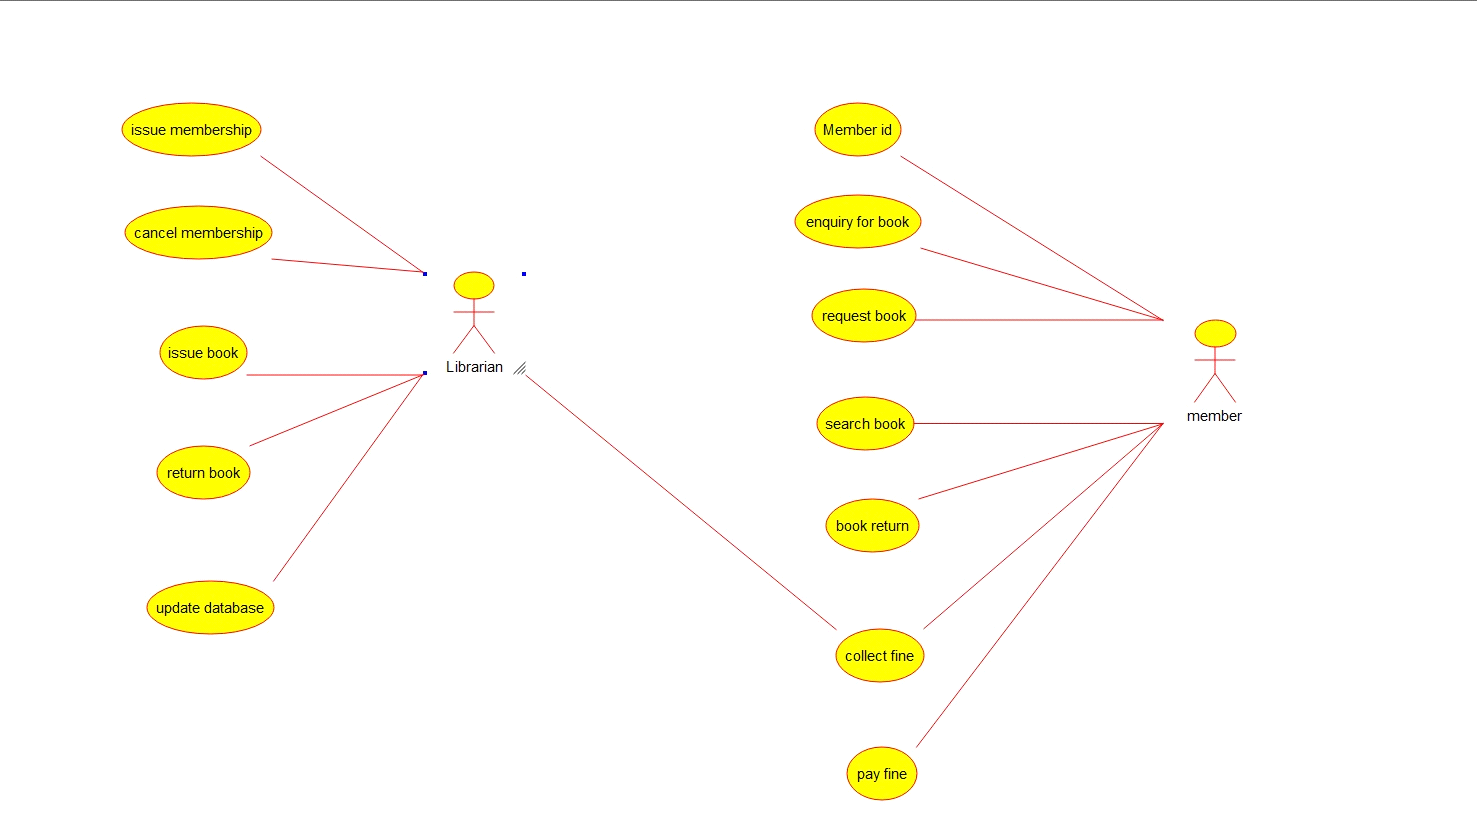 issue membership
cancel membership
issue book
return book
update database
Librarian
Member id
enquiry for book
request book
search book
book return
collect fine
pay fine
member